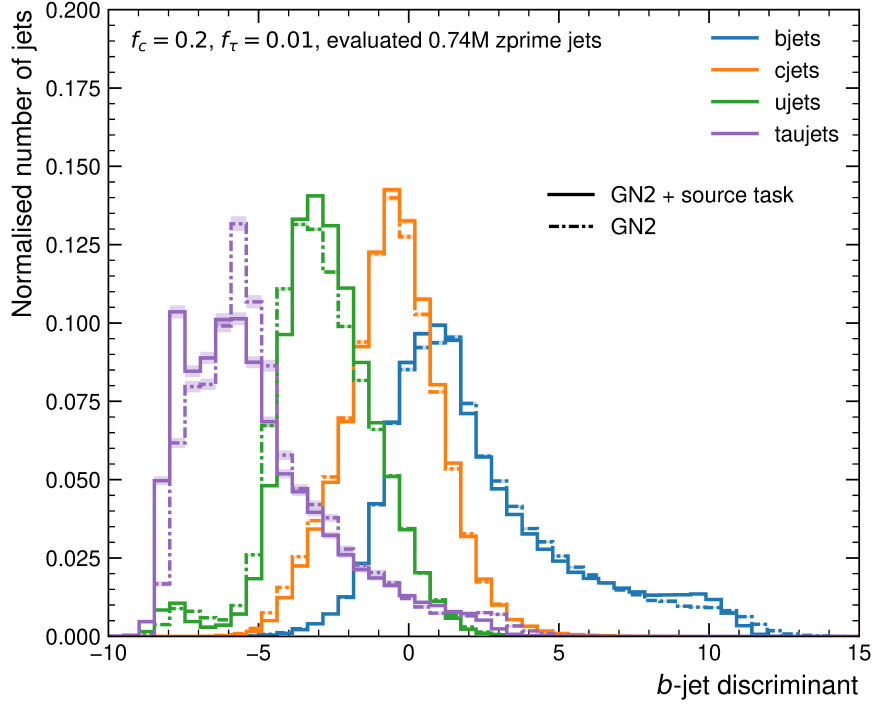 f_c = 0.2, f_τ = 0.01, evaluated 0.74M zprime jets
bjets
cjets
ujets
taujets
GN2 + source task
GN2
Normalised number of jets
0.200
0.175
0.150
0.125
0.100
0.075
0.050
0.025
0.000
−10 −5 0 5 10 15
b-jet discriminant